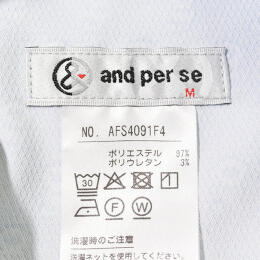 and per se
M
NO. AFS4091F4
ポリエステル 97%
ポリウレタン 3%
30
洗濯時のご注意
洗濯ネットを使用してください